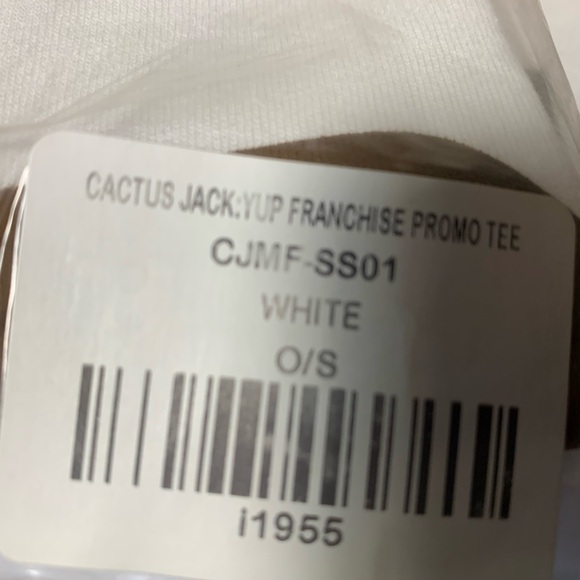 CACTUS JACK:YUP FRANCHISE PROMO TEE
CJMF-SS01
WHITE
O/S
i1955